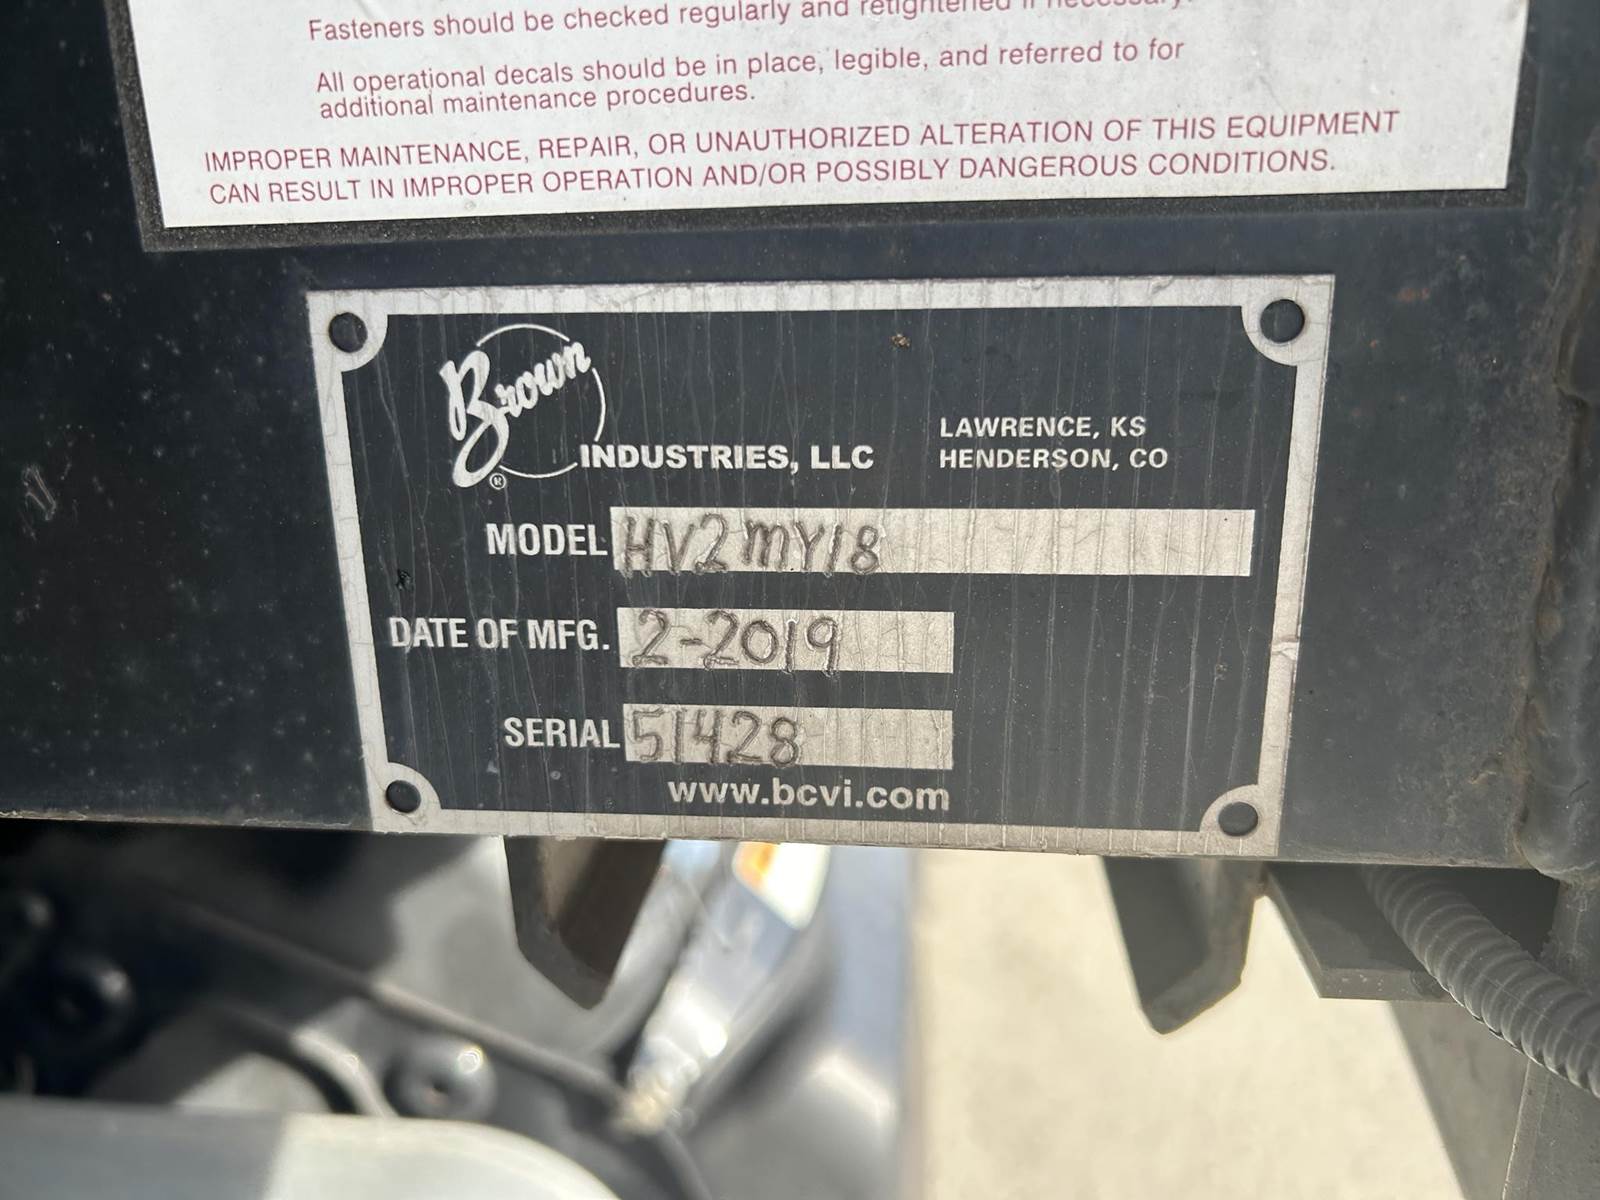 Fasteners should be checked regularly and retightened if necessary.
All operational decals should be in place, legible, and referred to for
additional maintenance procedures.
IMPROPER MAINTENANCE, REPAIR, OR UNAUTHORIZED ALTERATION OF THIS EQUIPMENT
CAN RESULT IN IMPROPER OPERATION AND/OR POSSIBLY DANGEROUS CONDITIONS.
Brown
®
INDUSTRIES, LLC
LAWRENCE, KS
HENDERSON, CO
MODEL HV2MY18
DATE OF MFG. 2-2019
SERIAL 51428
www.bcvi.com